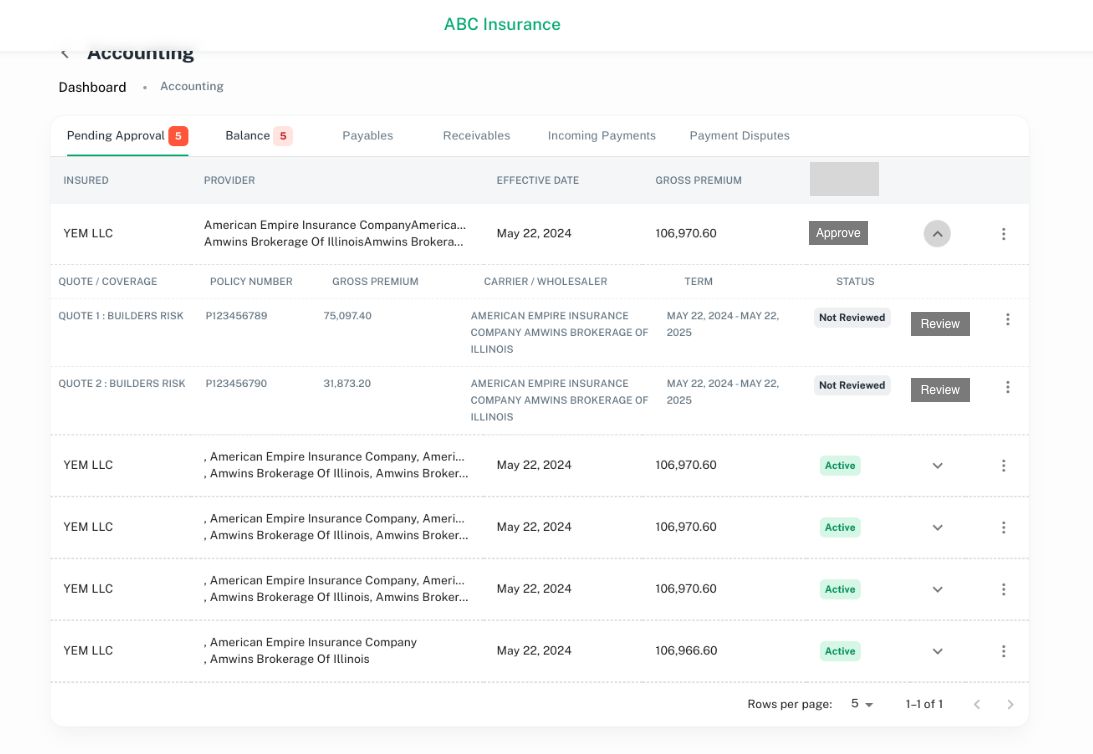 ABC Insurance
Accounting
Dashboard • Accounting
Pending Approval 5 Balance 5 Payables Receivables Incoming Payments Payment Disputes
INSURED PROVIDER EFFECTIVE DATE GROSS PREMIUM
YEM LLC American Empire Insurance CompanyAmerica... May 22, 2024 106,970.60 Approve
Amwins Brokerage Of IllinoisAmwins Brokera...
QUOTE / COVERAGE POLICY NUMBER GROSS PREMIUM CARRIER / WHOLESALER TERM STATUS
QUOTE 1 : BUILDERS RISK P123456789 75,097.40 AMERICAN EMPIRE INSURANCE MAY 22, 2024 - MAY 22, Not Reviewed Review
COMPANY AMWINS BROKERAGE OF 2025
ILLINOIS
QUOTE 2 : BUILDERS RISK P123456790 31,873.20 AMERICAN EMPIRE INSURANCE MAY 22, 2024 - MAY 22, Not Reviewed Review
COMPANY AMWINS BROKERAGE OF 2025
ILLINOIS
YEM LLC , American Empire Insurance Company, Ameri... May 22, 2024 106,970.60 Active
, Amwins Brokerage Of Illinois, Amwins Broker...
YEM LLC , American Empire Insurance Company, Ameri... May 22, 2024 106,970.60 Active
, Amwins Brokerage Of Illinois, Amwins Broker...
YEM LLC , American Empire Insurance Company, Ameri... May 22, 2024 106,970.60 Active
, Amwins Brokerage Of Illinois, Amwins Broker...
YEM LLC , American Empire Insurance Company May 22, 2024 106,966.60 Active
, Amwins Brokerage Of Illinois
Rows per page: 5 1–1 of 1